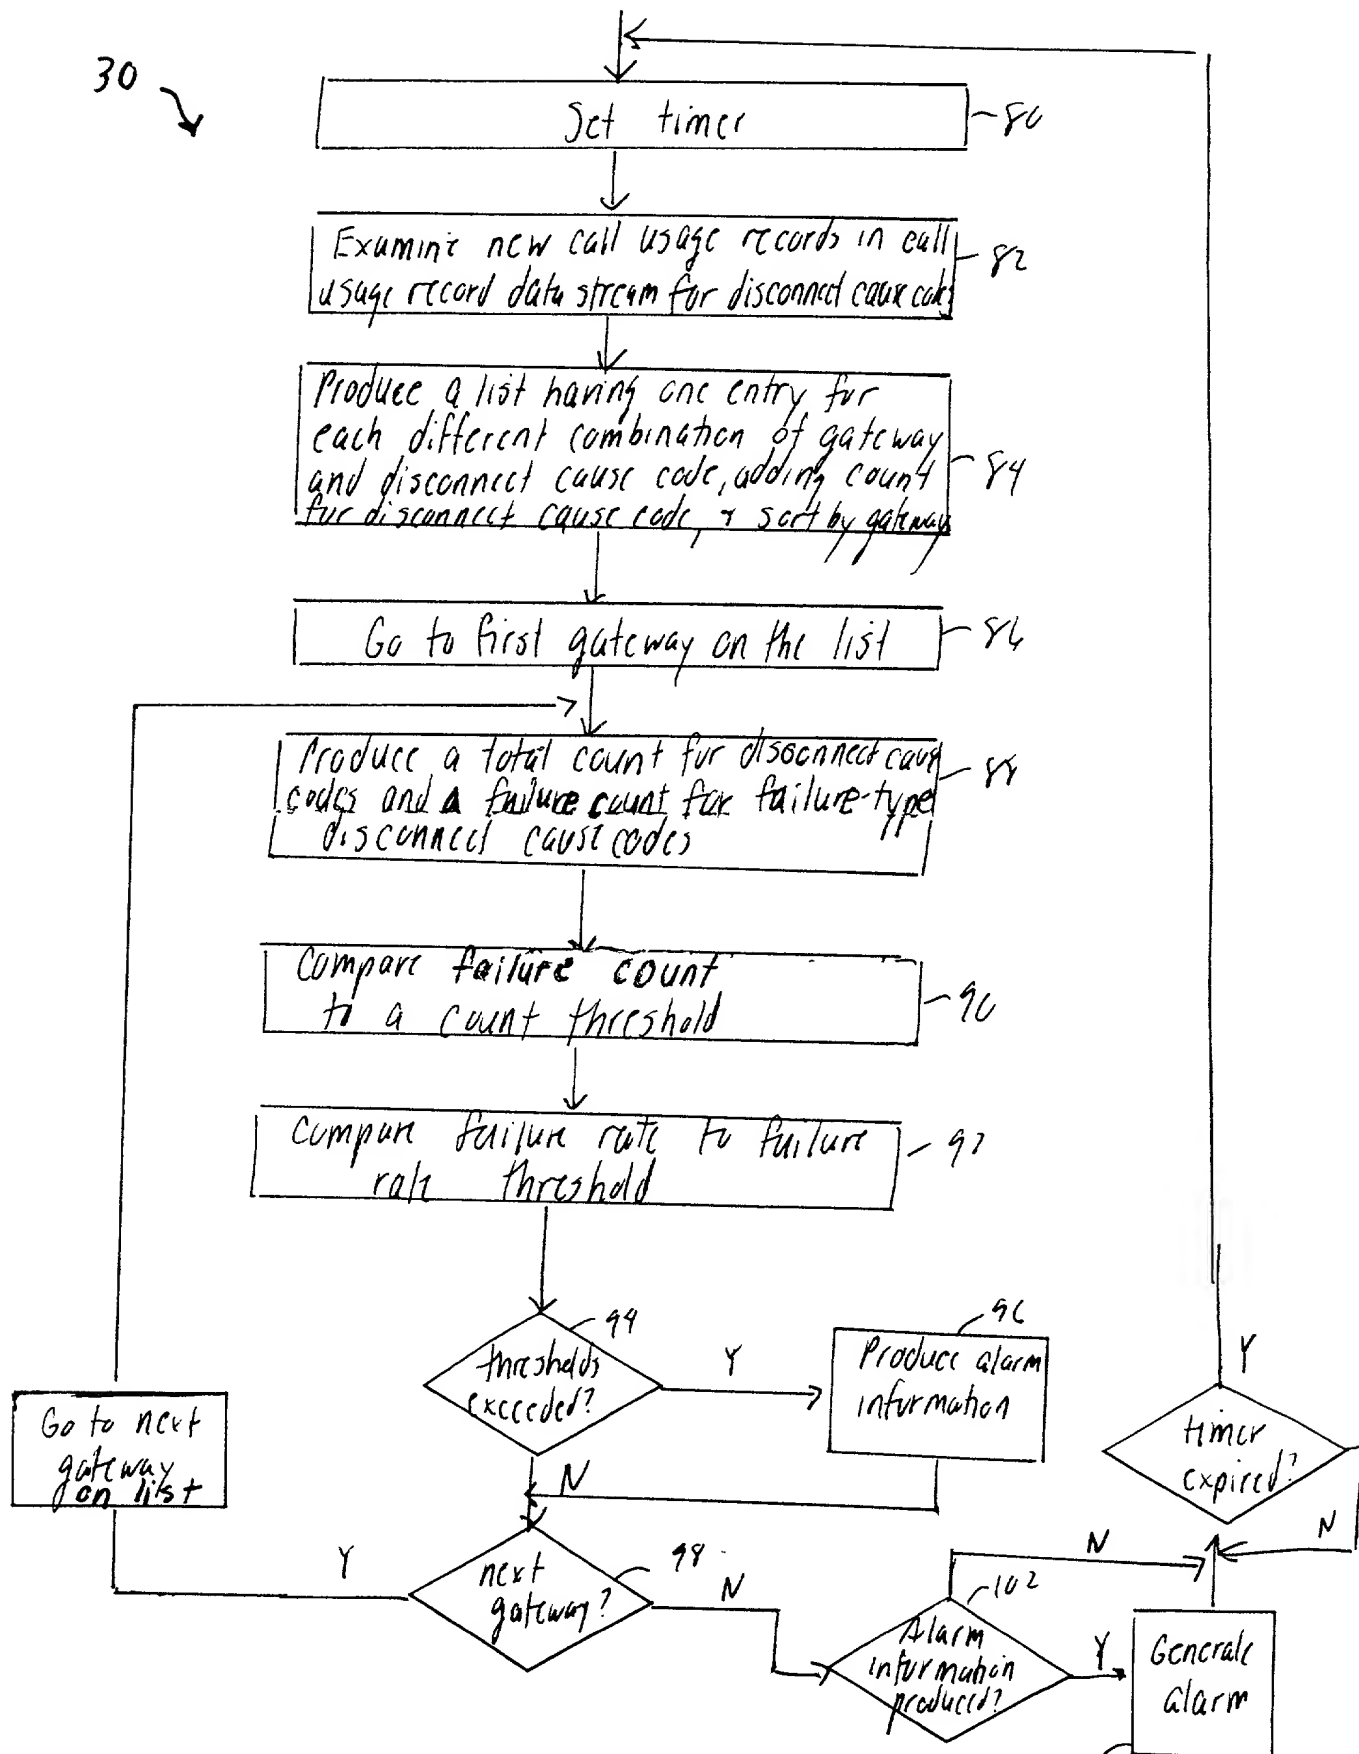 30
Set timer
80
Examine new call usage records in call
usage record data stream for disconnect cause code
82
Produce a list having one entry for
each different combination of gateway
and disconnect cause code, adding count
for disconnect cause code, & sort by gateway
84
Go to first gateway on the list
86
Produce a total count for disconnect cause
codes and a failure count for failure-type
disconnect cause codes
88
Compare failure count
to a count threshold
90
Compare failure rate to failure
rate threshold
92
94
thresholds
exceeded?
Y
N
96
Produce alarm
information
Go to next
gateway
on list
98
next
gateway?
Y
N
102
Alarm
information
produced?
N
Y
Generate
alarm
timer
expired?
Y
N